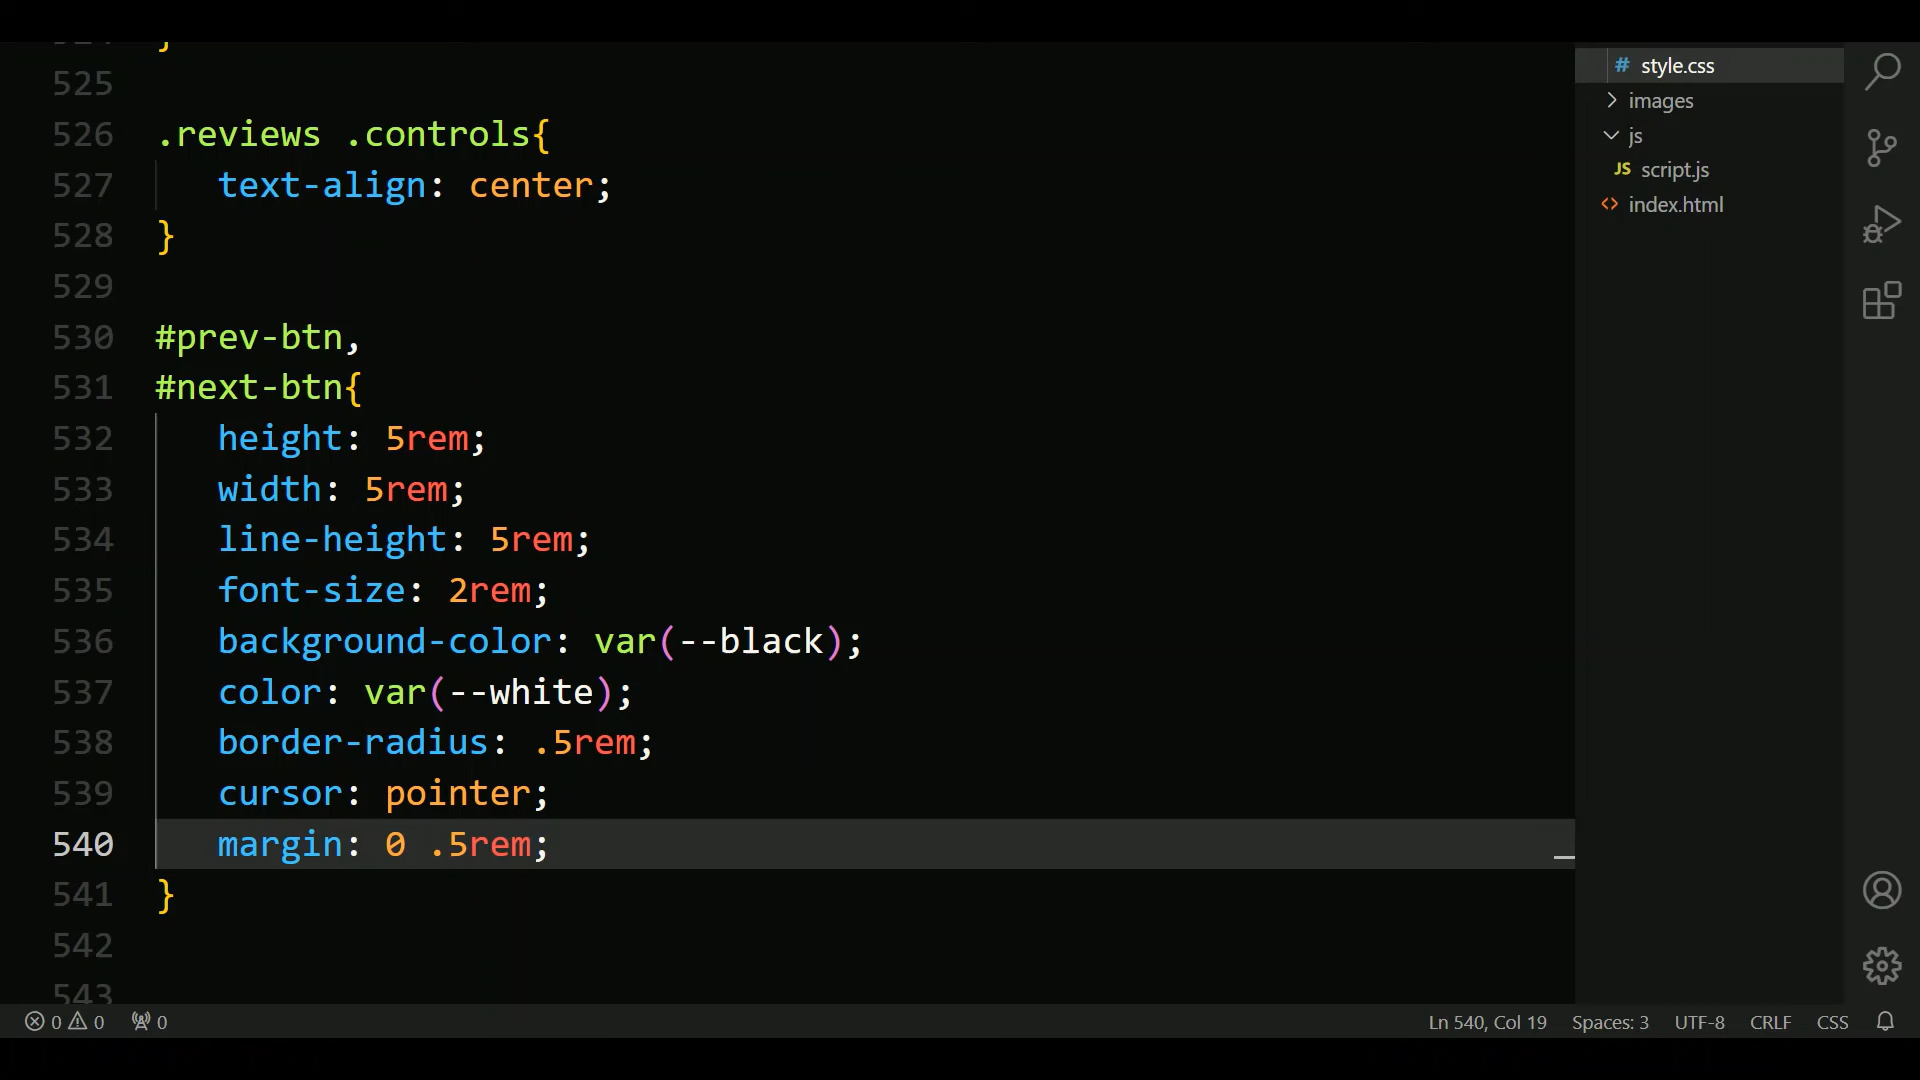 525
526 .reviews .controls{
527 text-align: center;
528 }
529
530 #prev-btn,
531 #next-btn{
532 height: 5rem;
533 width: 5rem;
534 line-height: 5rem;
535 font-size: 2rem;
536 background-color: var(--black);
537 color: var(--white);
538 border-radius: .5rem;
539 cursor: pointer;
540 margin: 0 .5rem;
541 }
542
543
# style.css
images
js
JS script.js
<> index.html
0 0 0
Ln 540, Col 19 Spaces: 3 UTF-8 CRLF CSS